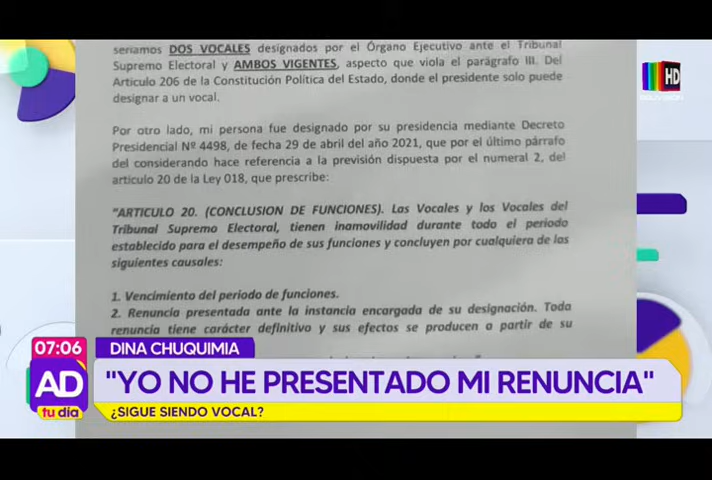 seríamos DOS VOCALES designados por el Órgano Ejecutivo ante el Tribunal
Supremo Electoral y AMBOS VIGENTES, aspecto que viola el parágrafo III. Del
Articulo 206 de la Constitución Política del Estado, donde el presidente solo puede
designar a un vocal.
Por otro lado, mi persona fue designado por su presidencia mediante Decreto
Presidencial Nº 4498, de fecha 29 de abril del año 2021, que por el último párrafo
del considerando hace referencia a la previsión dispuesta por el numeral 2, del
articulo 20 de la Ley 018, que prescribe:
"ARTICULO 20. (CONCLUSION DE FUNCIONES). Las Vocales y los Vocales del
Tribunal Supremo Electoral, tienen inamovilidad durante todo el periodo
establecido para el desempeño de sus funciones y concluyen por cualquiera de las
siguientes causales:
1. Vencimiento del periodo de funciones.
2. Renuncia presentada ante la instancia encargada de su designación. Toda
renuncia tiene carácter definitivo y sus efectos se producen a partir de su
HD
07:06
DINA CHUQUIMIA
AD
tu día
"YO NO HE PRESENTADO MI RENUNCIA"
¿SIGUE SIENDO VOCAL?